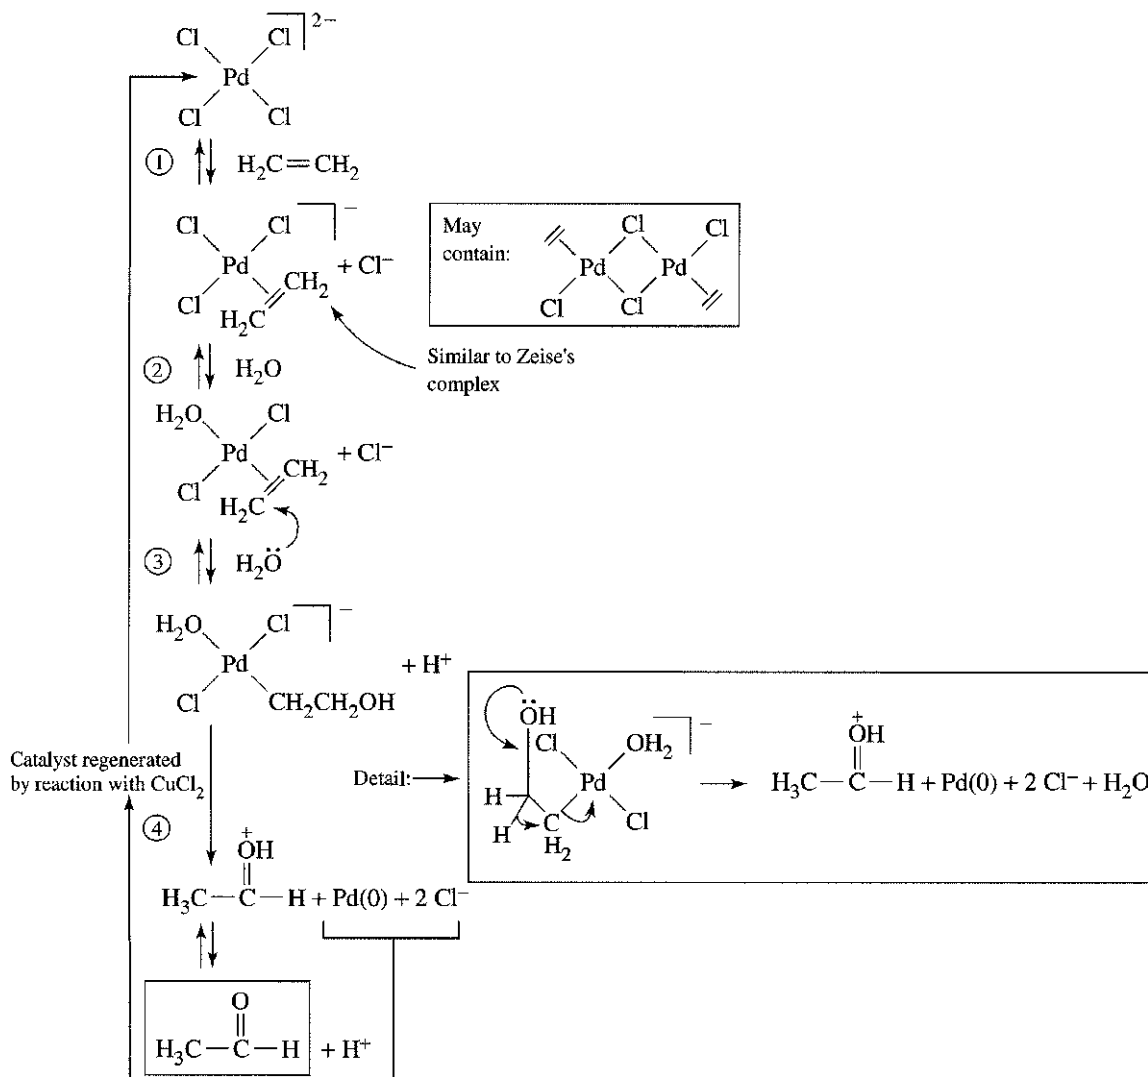 Cl Cl 2−
Pd
Cl Cl
① H₂C=CH₂
Cl Cl −
Pd + Cl⁻
Cl CH₂
H₂C
May
contain:
Cl Cl
Pd Pd
Cl Cl
Similar to Zeise's
complex
② H₂O
H₂O Cl
Pd + Cl⁻
Cl CH₂
H₂C
③ H₂Ö
H₂O Cl −
Pd + H⁺
Cl CH₂CH₂OH
Catalyst regenerated
by reaction with CuCl₂
Detail:
ÖH −
Cl OH₂
Pd
H Cl
H C
H₂
+
OH
H₃C—C—H + Pd(0) + 2 Cl⁻ + H₂O
④
+
OH
H₃C—C—H + Pd(0) + 2 Cl⁻
O
H₃C—C—H + H⁺